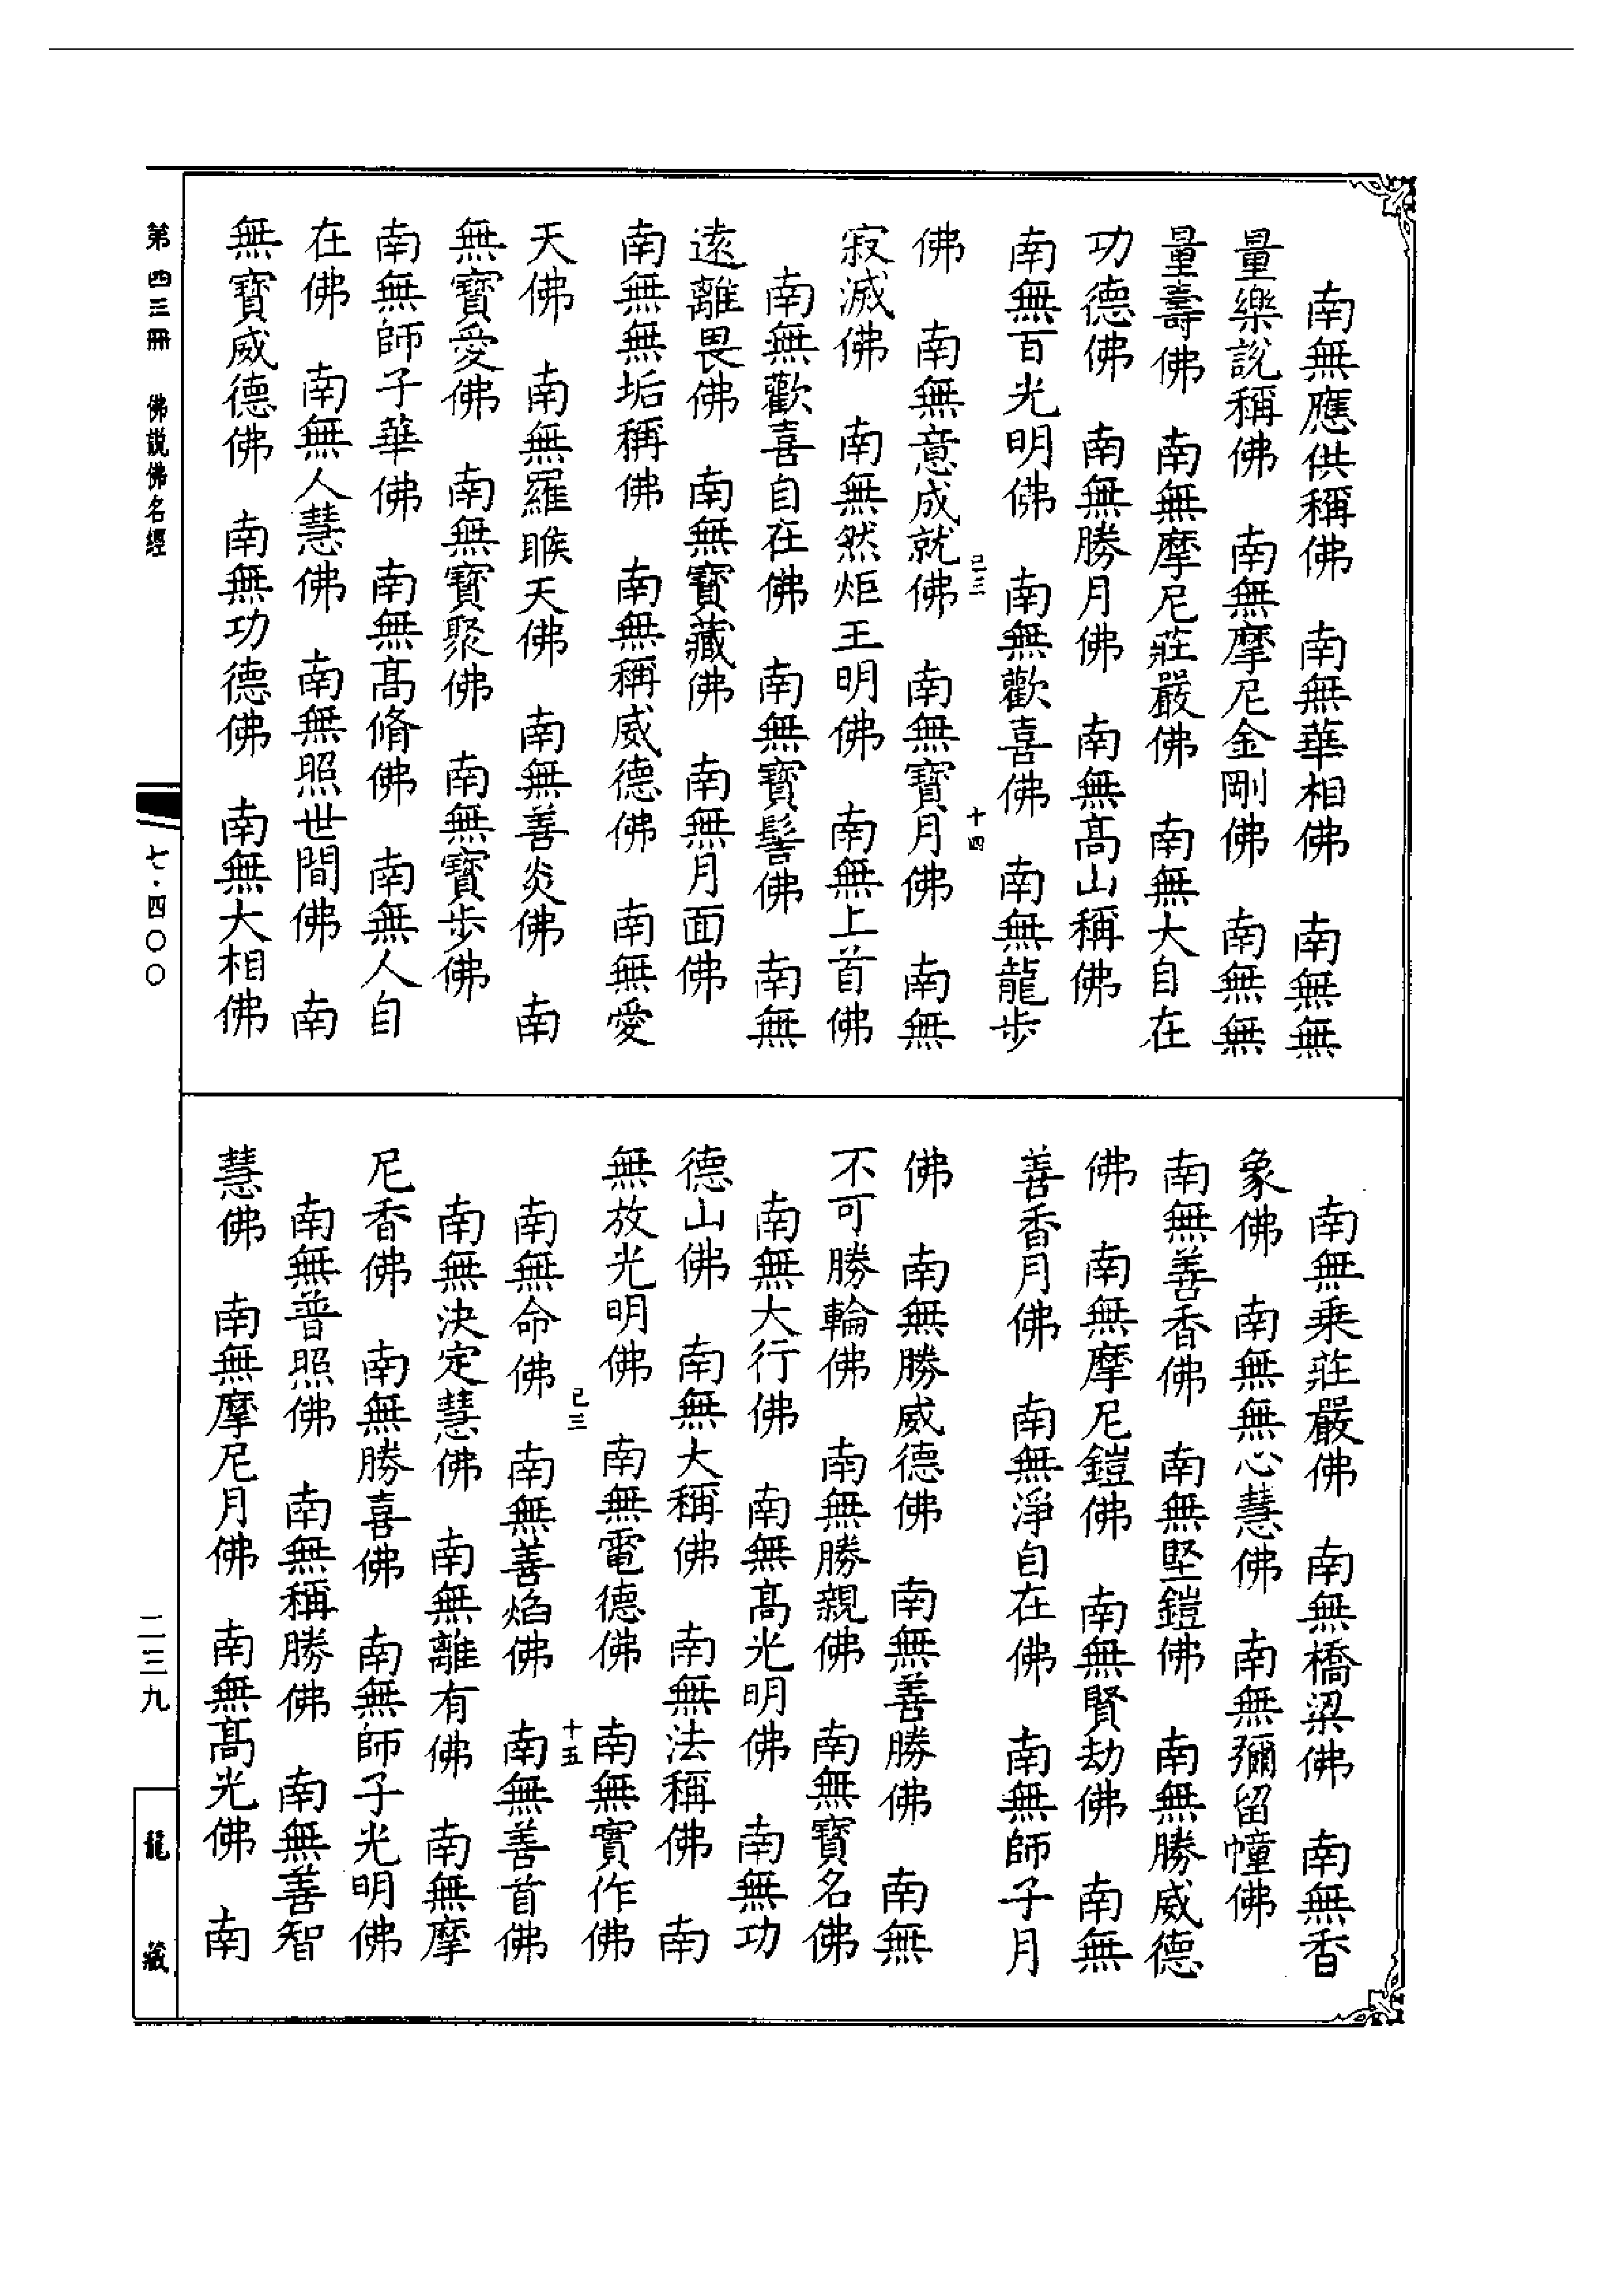 南無應供稱佛　南無華相佛　南無無
量樂說稱佛　南無摩尼金剛佛　南無無
量壽佛　南無摩尼莊嚴佛　南無大自在
功德佛　南無勝月佛　南無髙山稱佛
南無百光明佛　南無歡喜佛　南無龍步
己三　十四
佛　南無意成就佛　南無寶月佛　南無
寂滅佛　南無然炬王明佛　南無上首佛
南無歡喜自在佛　南無寶髻佛　南無
遠離畏佛　南無寶藏佛　南無月面佛
南無無垢稱佛　南無稱威德佛　南無愛
天佛　南無羅睺天佛　南無善炎佛　南
無寶愛佛　南無寶聚佛　南無寶步佛
南無師子華佛　南無髙脩佛　南無人自
在佛　南無人慧佛　南無照世間佛　南
無寶威德佛　南無功德佛　南無大相佛
南無乘莊嚴佛　南無橋梁佛　南無香
象佛　南無無心慧佛　南無彌留幢佛
南無善香佛　南無堅鎧佛　南無勝威德
佛　南無摩尼鎧佛　南無賢劫佛　南無
善香月佛　南無淨自在佛　南無師子月
佛　南無勝威德佛　南無善勝佛　南無
不可勝輪佛　南無勝親佛　南無寶名佛
南無大行佛　南無髙光明佛　南無功
德山佛　南無大稱佛　南無法稱佛　南
無放光明佛　南無電德佛　南無實作佛
己三　十五
南無命佛　南無善焰佛　南無善首佛
南無決定慧佛　南無離有佛　南無摩
尼香佛　南無勝喜佛　南無師子光明佛
南無普照佛　南無稱勝佛　南無善智
慧佛　南無摩尼月佛　南無髙光佛　南
第四三冊　佛説佛名經
七·四〇〇
二三九
龍藏